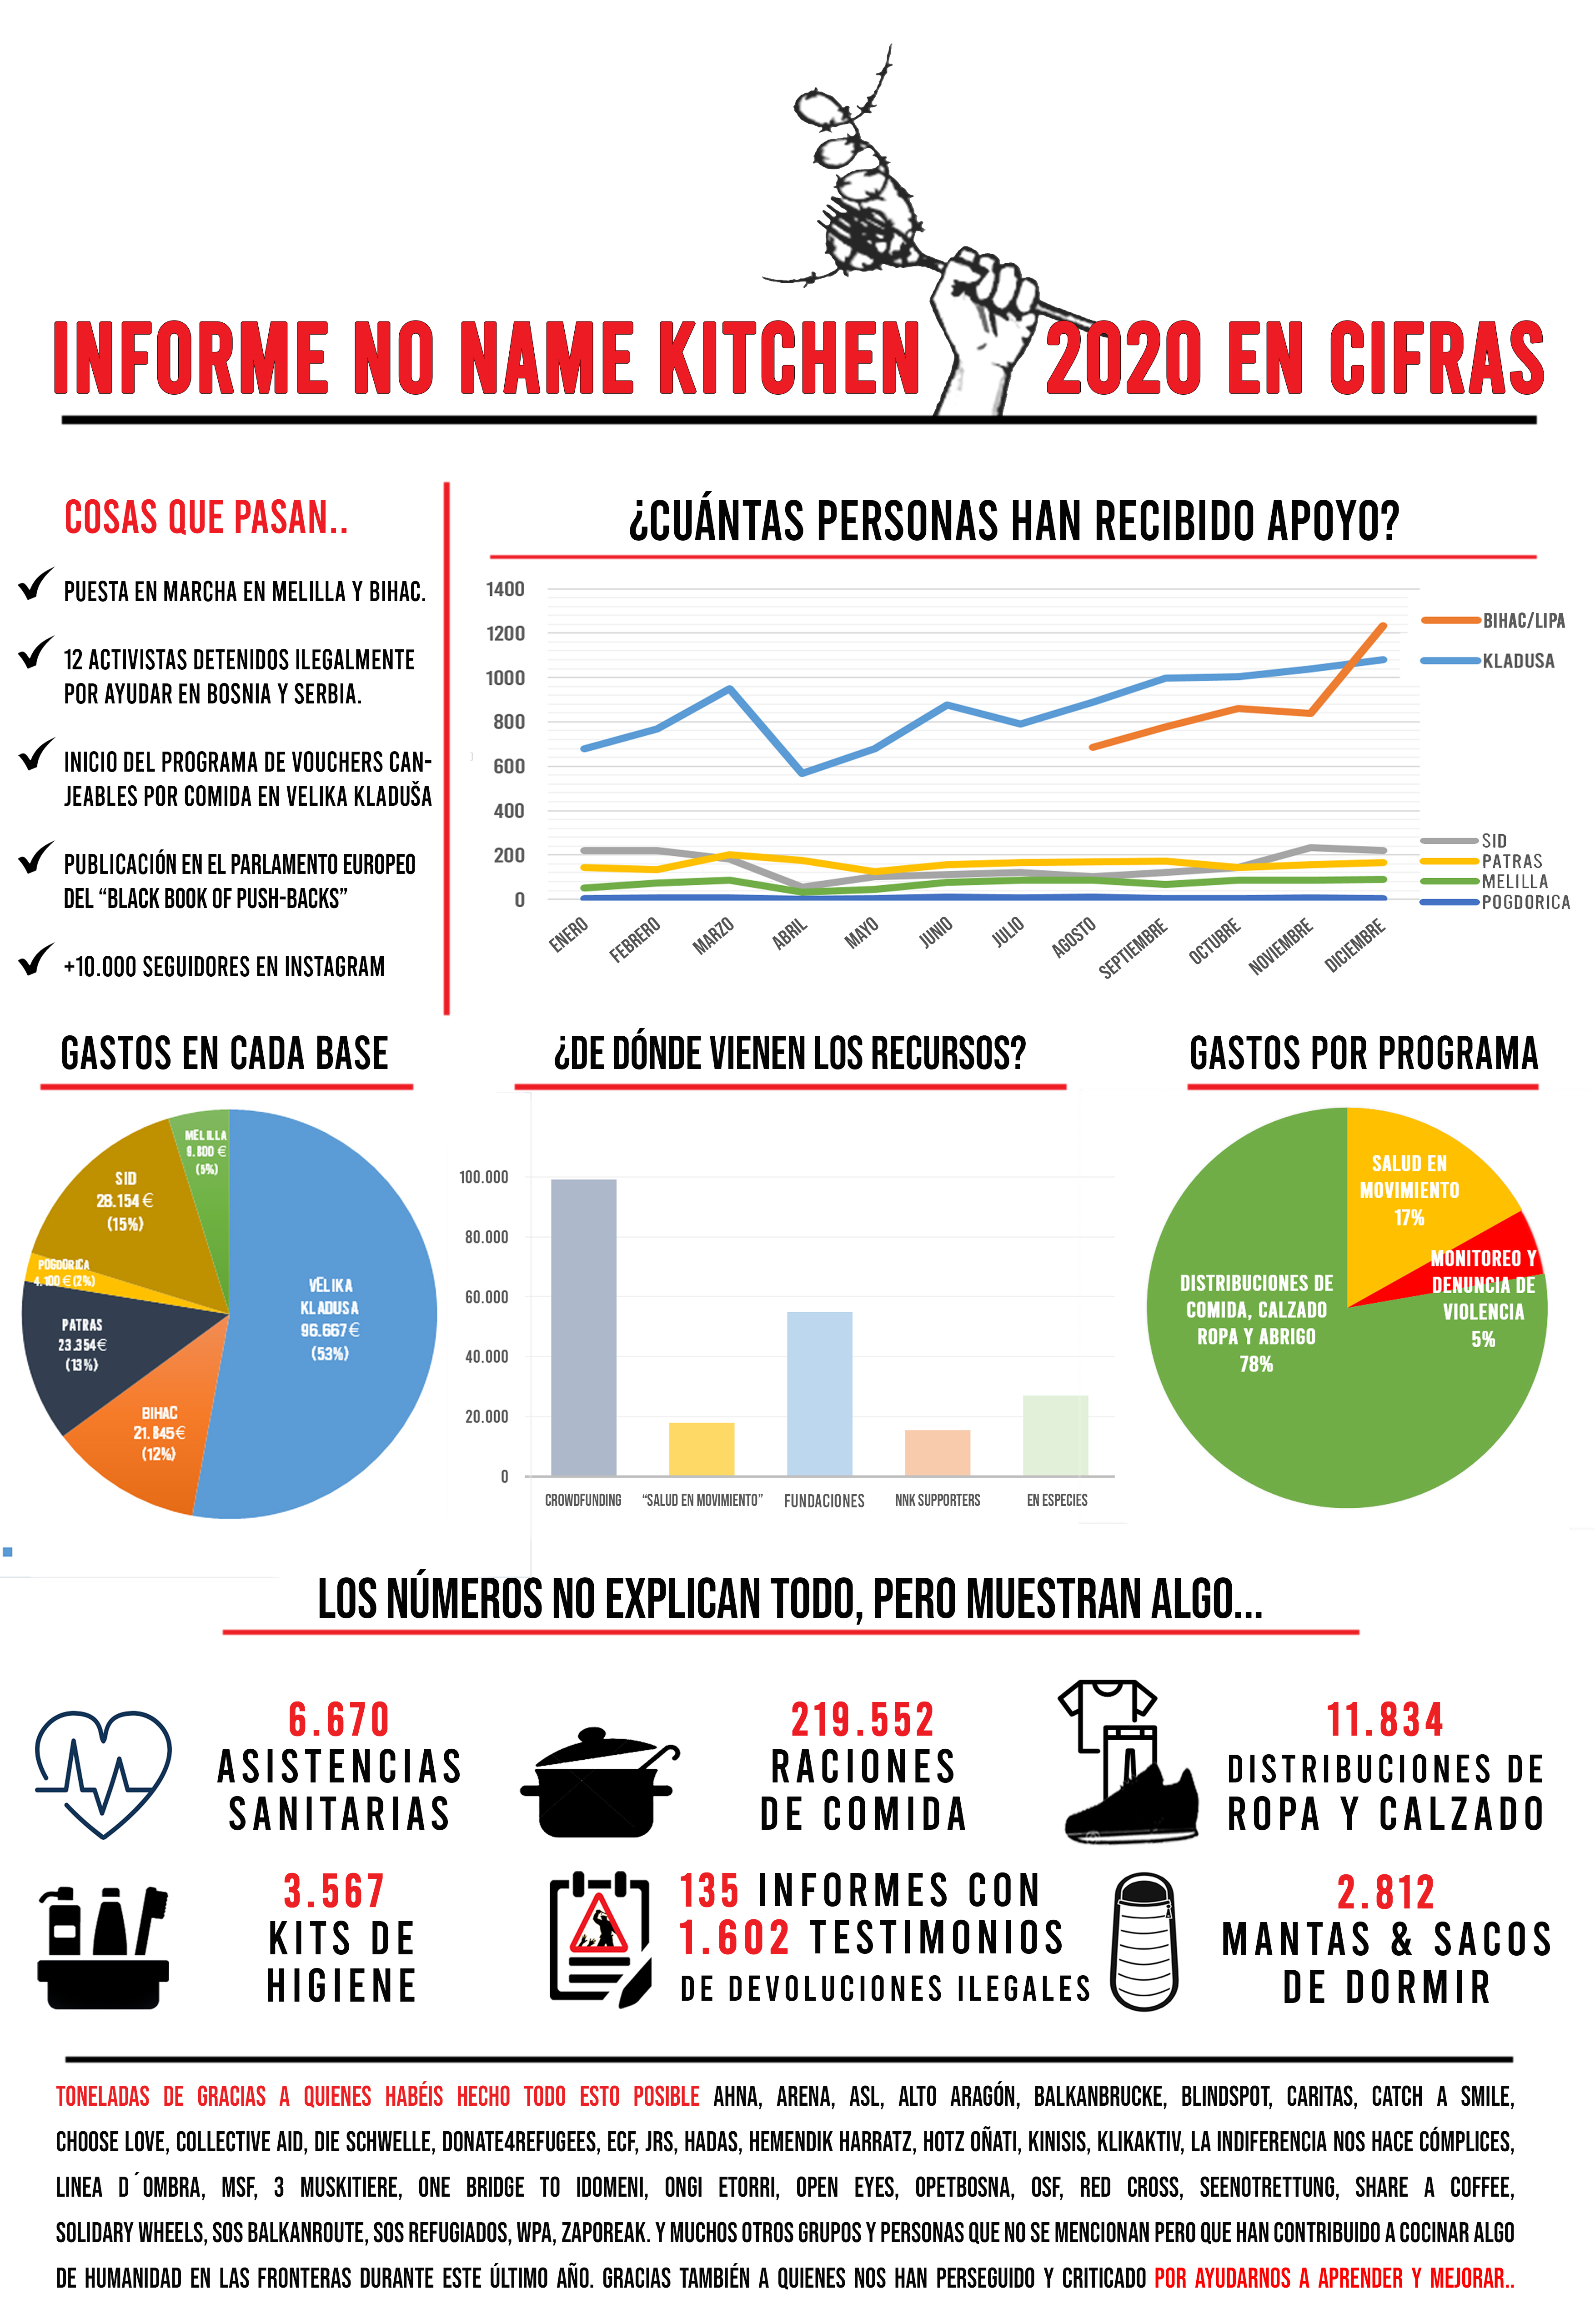 INFORME NO NAME KITCHEN 2020 EN CIFRAS
COSAS QUE PASAN..
PUESTA EN MARCHA EN MELILLA Y BIHAC.
12 ACTIVISTAS DETENIDOS ILEGALMENTE
POR AYUDAR EN BOSNIA Y SERBIA.
INICIO DEL PROGRAMA DE VOUCHERS CAN-
JEABLES POR COMIDA EN VELIKA KLADUŠA
PUBLICACIÓN EN EL PARLAMENTO EUROPEO
DEL “BLACK BOOK OF PUSH-BACKS”
+10.000 SEGUIDORES EN INSTAGRAM
¿CUÁNTAS PERSONAS HAN RECIBIDO APOYO?
1400
1200
1000
800
600
400
200
0
ENERO
FEBRERO
MARZO
ABRIL
MAYO
JUNIO
JULIO
AGOSTO
SEPTIEMBRE
OCTUBRE
NOVIEMBRE
DICIEMBRE
BIHAC/LIPA
KLADUSA
SID
PATRAS
MELILLA
POGDORICA
GASTOS EN CADA BASE
MELILLA
(5%)
SID
28.154 €
(15%)
POGDORICA
4.100 € (2%)
PATRAS
23.354€
(13%)
BIHAC
21.845€
(12%)
VELIKA
KLADUSA
96.667€
(53%)
¿DE DÓNDE VIENEN LOS RECURSOS?
100.000
80.000
60.000
40.000
20.000
0
CROWDFUNDING
“SALUD EN MOVIMIENTO”
FUNDACIONES
NNK SUPPORTERS
EN ESPECIES
GASTOS POR PROGRAMA
SALUD EN
MOVIMIENTO
17%
MONITOREO Y
DENUNCIA DE
VIOLENCIA
5%
DISTRIBUCIONES DE
COMIDA, CALZADO
ROPA Y ABRIGO
78%
LOS NÚMEROS NO EXPLICAN TODO, PERO MUESTRAN ALGO...
6.670
ASISTENCIAS
SANITARIAS
219.552
RACIONES
DE COMIDA
11.834
DISTRIBUCIONES DE
ROPA Y CALZADO
3.567
KITS DE
HIGIENE
135 INFORMES CON
1.602 TESTIMONIOS
DE DEVOLUCIONES ILEGALES
2.812
MANTAS & SACOS
DE DORMIR
TONELADAS DE GRACIAS A QUIENES HABÉIS HECHO TODO ESTO POSIBLE AHNA, ARENA, ASL, ALTO ARAGÓN, BALKANBRUCKE, BLINDSPOT, CARITAS, CATCH A SMILE,
CHOOSE LOVE, COLLECTIVE AID, DIE SCHWELLE, DONATE4REFUGEES, ECF, JRS, HADAS, HEMENDIK HARRATZ, HOTZ OÑATI, KINISIS, KLIKAKTIV, LA INDIFERENCIA NOS HACE CÓMPLICES,
LINEA D´OMBRA, MSF, 3 MUSKITIERE, ONE BRIDGE TO IDOMENI, ONGI ETORRI, OPEN EYES, OPETBOSNA, OSF, RED CROSS, SEENOTRETTUNG, SHARE A COFFEE,
SOLIDARY WHEELS, SOS BALKANROUTE, SOS REFUGIADOS, WPA, ZAPOREAK. Y MUCHOS OTROS GRUPOS Y PERSONAS QUE NO SE MENCIONAN PERO QUE HAN CONTRIBUIDO A COCINAR ALGO
DE HUMANIDAD EN LAS FRONTERAS DURANTE ESTE ÚLTIMO AÑO. GRACIAS TAMBIÉN A QUIENES NOS HAN PERSEGUIDO Y CRITICADO POR AYUDARNOS A APRENDER Y MEJORAR..